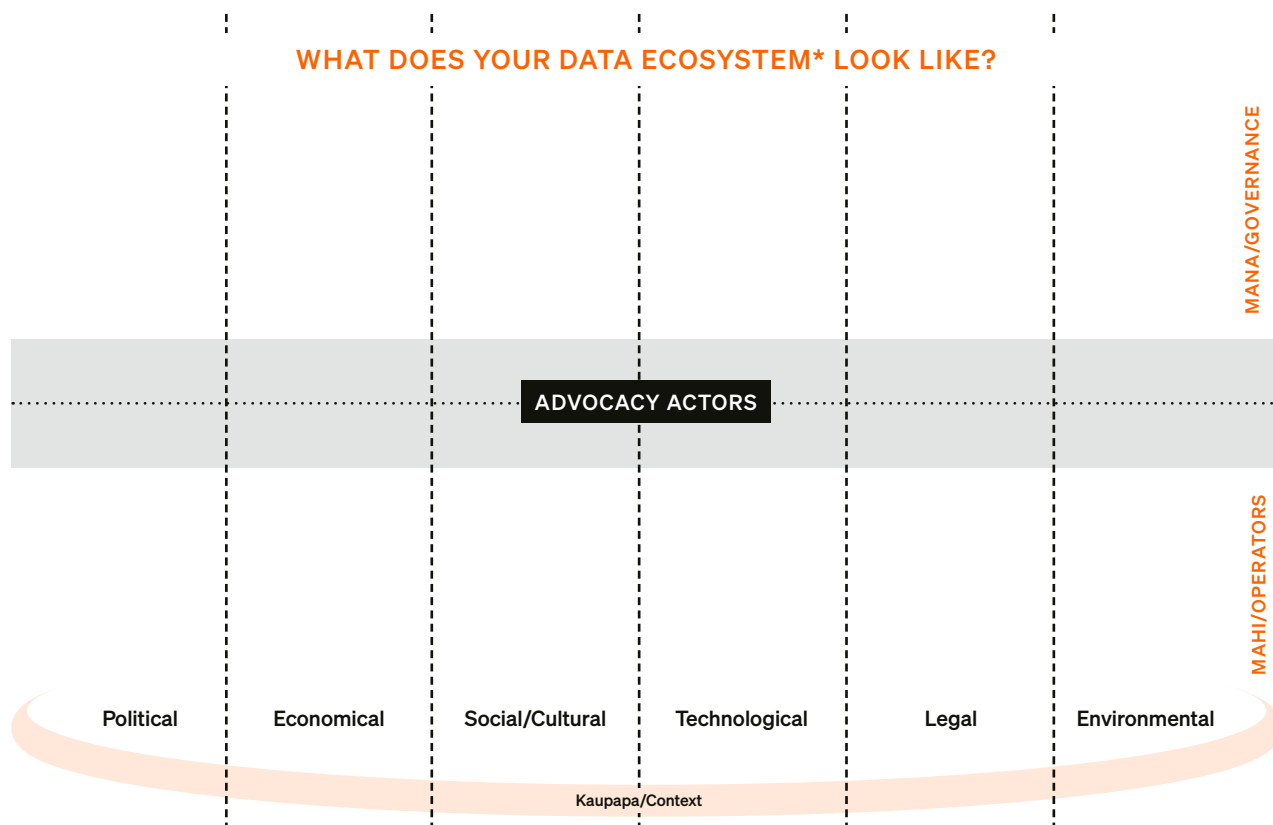 WHAT DOES YOUR DATA ECOSYSTEM* LOOK LIKE?
MANA/GOVERNANCE
ADVOCACY ACTORS
MAHI/OPERATORS
Political
Economical
Social/Cultural
Technological
Legal
Environmental
Kaupapa/Context